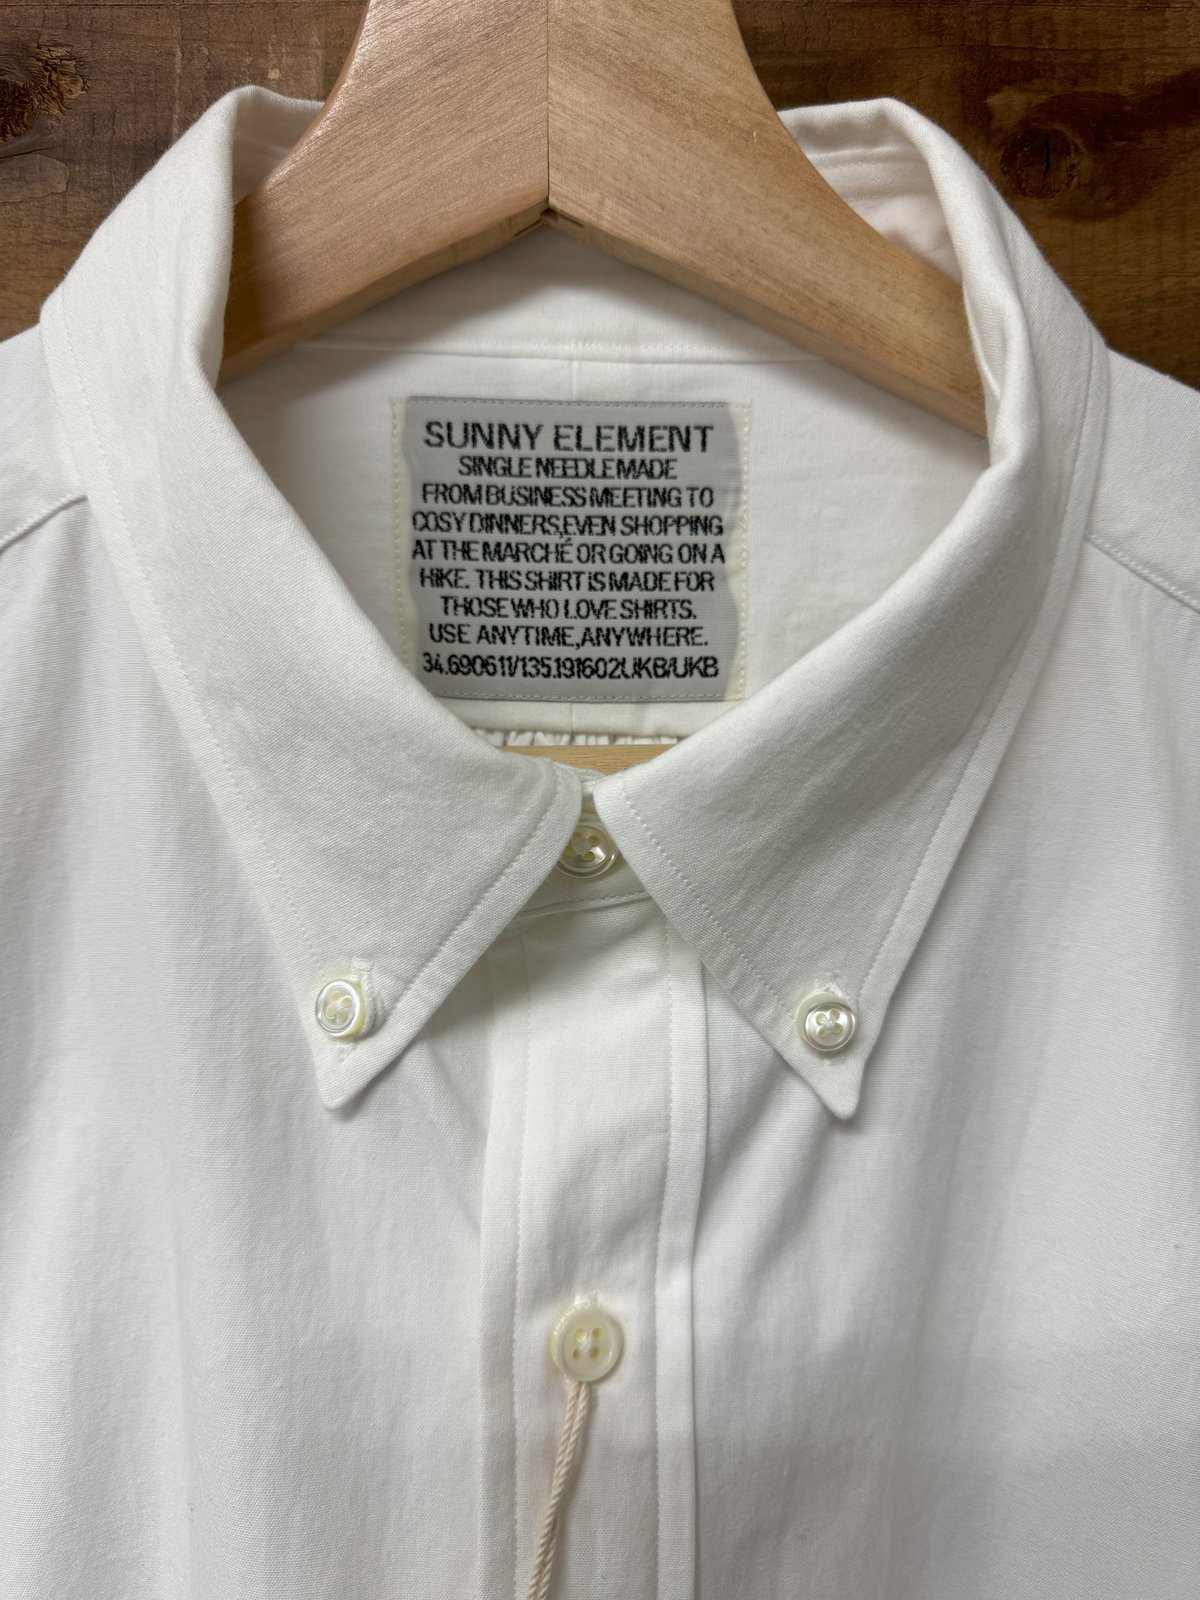 SUNNY ELEMENT
SINGLE NEEDLE MADE
FROM BUSINESS MEETING TO
COSY DINNERS,EVEN SHOPPING
AT THE MARCHÉ OR GOING ON A
HIKE. THIS SHIRT IS MADE FOR
THOSE WHO LOVE SHIRTS.
USE ANYTIME,ANYWHERE.
34.690611/135.191602UKB/UKB